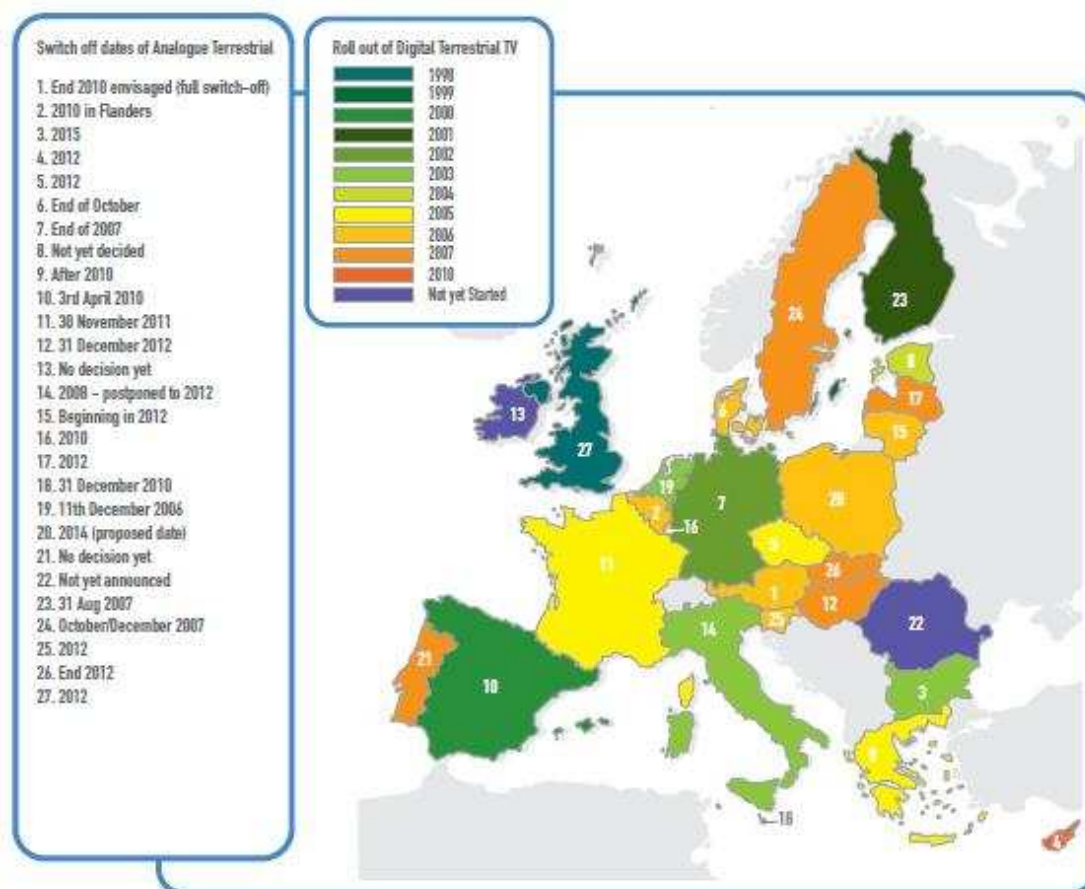 Switch off dates of Analogue Terrestrial
1. End 2010 envisaged (full switch-off)
2. 2010 in Flanders
3. 2015
4. 2012
5. 2012
6. End of October
7. End of 2007
8. Not yet decided
9. After 2010
10. 3rd April 2010
11. 30 November 2011
12. 31 December 2012
13. No decision yet
14. 2008 - postponed to 2012
15. Beginning in 2012
16. 2010
17. 2012
18. 31 December 2010
19. 11th December 2006
20. 2014 (proposed date)
21. No decision yet
22. Not yet announced
23. 31 Aug 2007
24. October/December 2007
25. 2012
26. End 2012
27. 2012
Roll out of Digital Terrestrial TV
1998
1999
2000
2001
2002
2003
2004
2005
2006
2007
2010
Not yet Started
23
24
8
17
15
13
27
6
19
2
16
7
20
5
26
11
1
12
25
14
22
21
10
3
9
18
4